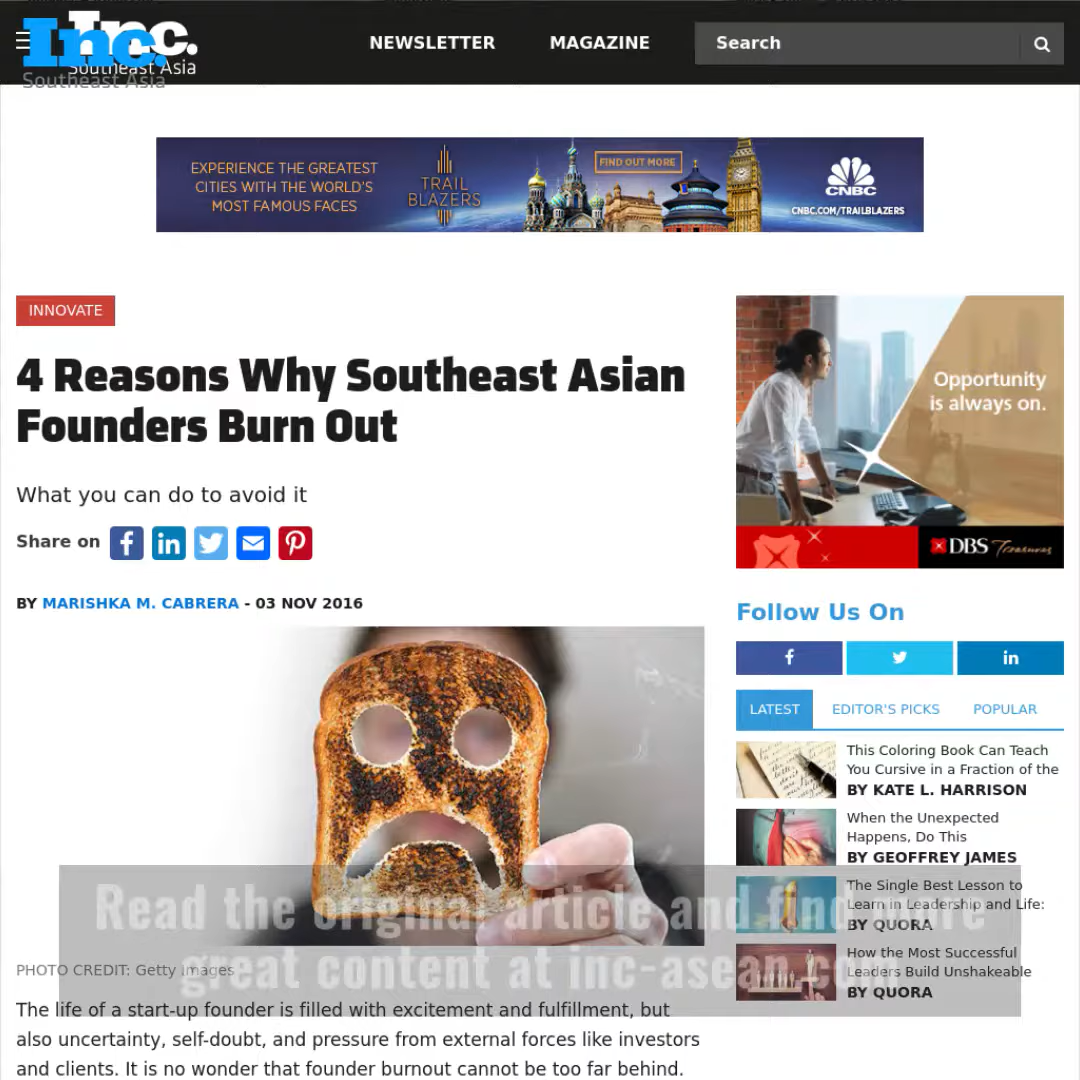 Inc.
Southeast Asia
Inc.
Southeast Asia
NEWSLETTER
MAGAZINE
Search
EXPERIENCE THE GREATEST
CITIES WITH THE WORLD'S
MOST FAMOUS FACES
TRAIL
BLAZERS
FIND OUT MORE
CNBC
CNBC.COM/TRAILBLAZERS
INNOVATE
4 Reasons Why Southeast Asian
Founders Burn Out
What you can do to avoid it
Share on
BY MARISHKA M. CABRERA - 03 NOV 2016
PHOTO CREDIT: Getty Images
The life of a start-up founder is filled with excitement and fulfillment, but
also uncertainty, self-doubt, and pressure from external forces like investors
and clients. It is no wonder that founder burnout cannot be too far behind.
Opportunity
is always on.
DBS Treasures
Follow Us On
LATEST
EDITOR'S PICKS
POPULAR
This Coloring Book Can Teach
You Cursive in a Fraction of the
BY KATE L. HARRISON
When the Unexpected
Happens, Do This
BY GEOFFREY JAMES
The Single Best Lesson to
Learn in Leadership and Life:
BY QUORA
How the Most Successful
Leaders Build Unshakeable
BY QUORA
Read the original article and find more
great content at inc-asean.com